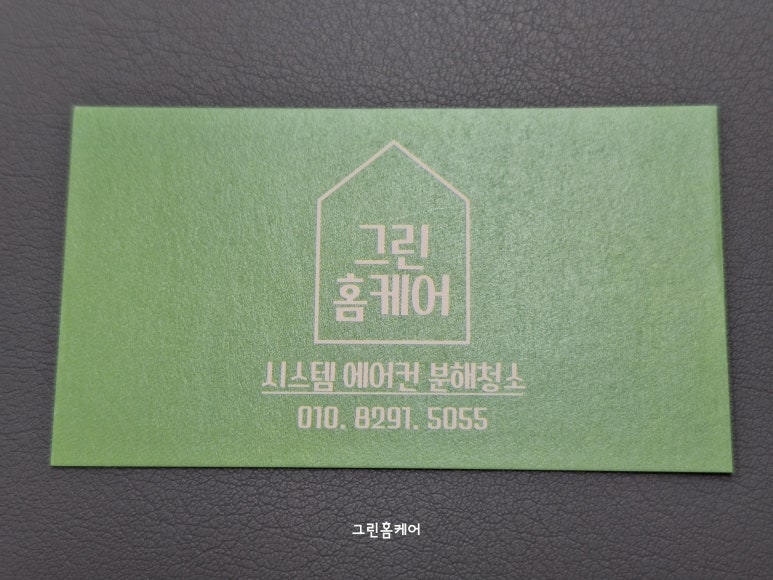 그린
홈케어
시스템 에어컨 분해청소
010. 8291. 5055
그린홈케어